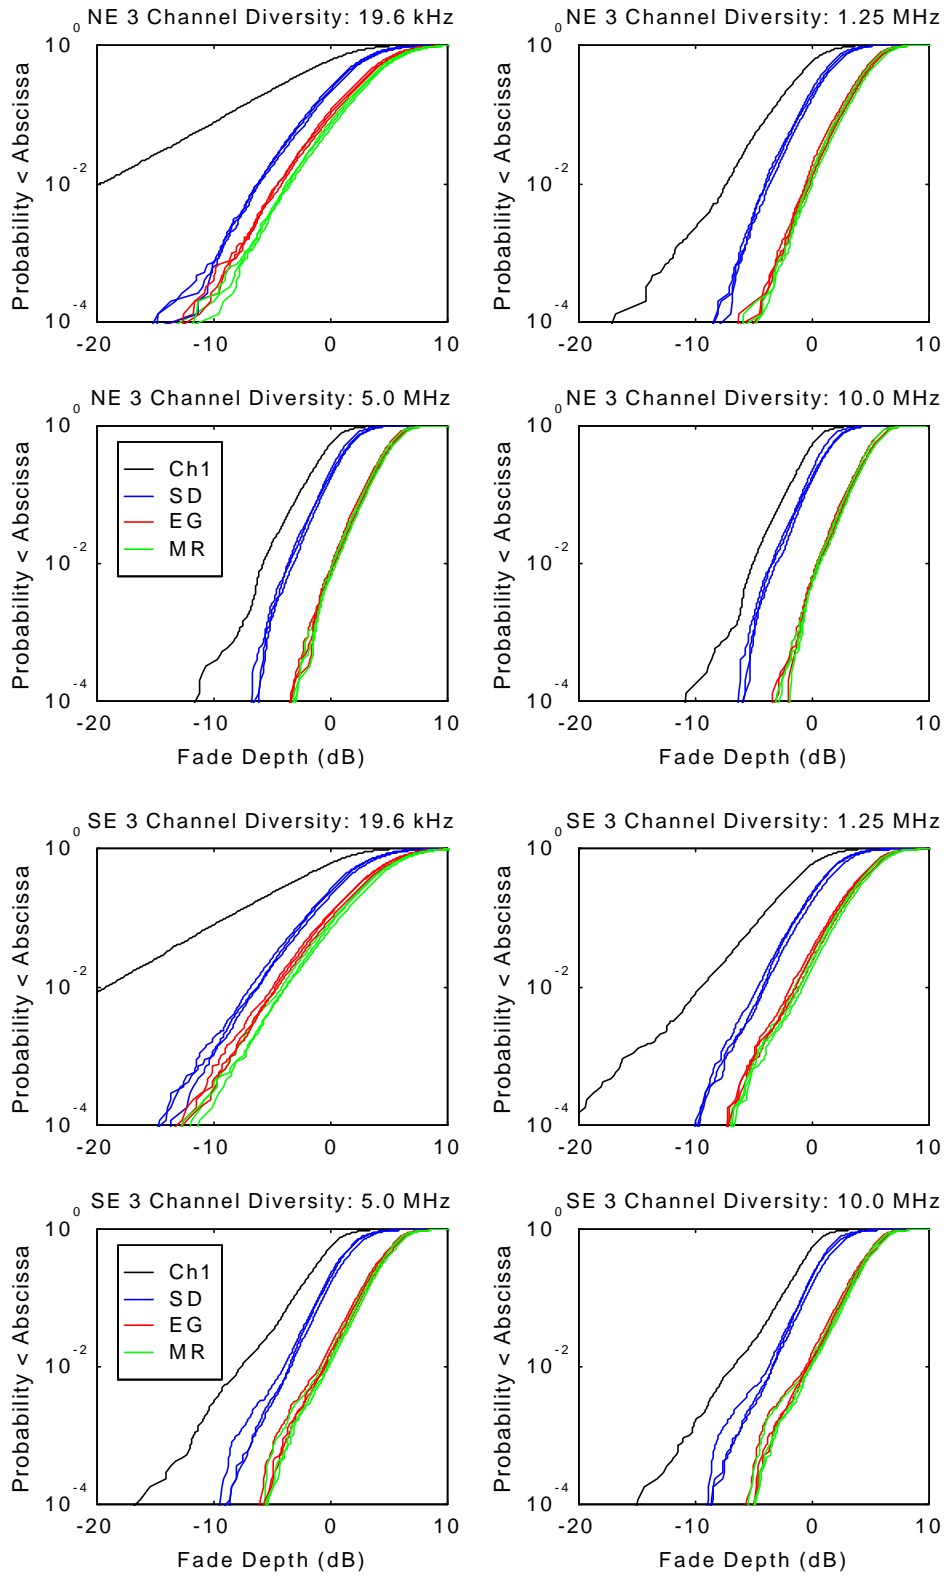 NE 3 Channel Diversity: 19.6 kHz
NE 3 Channel Diversity: 1.25 MHz
Probability < Abscissa
10 0
10 -2
10 -4
-20 -10 0 10
Probability < Abscissa
10 0
10 -2
10 -4
-20 -10 0 10
NE 3 Channel Diversity: 5.0 MHz
NE 3 Channel Diversity: 10.0 MHz
Probability < Abscissa
10 0
10 -2
10 -4
Ch1
SD
EG
MR
-20 -10 0 10
Fade Depth (dB)
Probability < Abscissa
10 0
10 -2
10 -4
-20 -10 0 10
Fade Depth (dB)
SE 3 Channel Diversity: 19.6 kHz
SE 3 Channel Diversity: 1.25 MHz
Probability < Abscissa
10 0
10 -2
10 -4
-20 -10 0 10
Probability < Abscissa
10 0
10 -2
10 -4
-20 -10 0 10
SE 3 Channel Diversity: 5.0 MHz
SE 3 Channel Diversity: 10.0 MHz
Probability < Abscissa
10 0
10 -2
10 -4
Ch1
SD
EG
MR
-20 -10 0 10
Fade Depth (dB)
Probability < Abscissa
10 0
10 -2
10 -4
-20 -10 0 10
Fade Depth (dB)